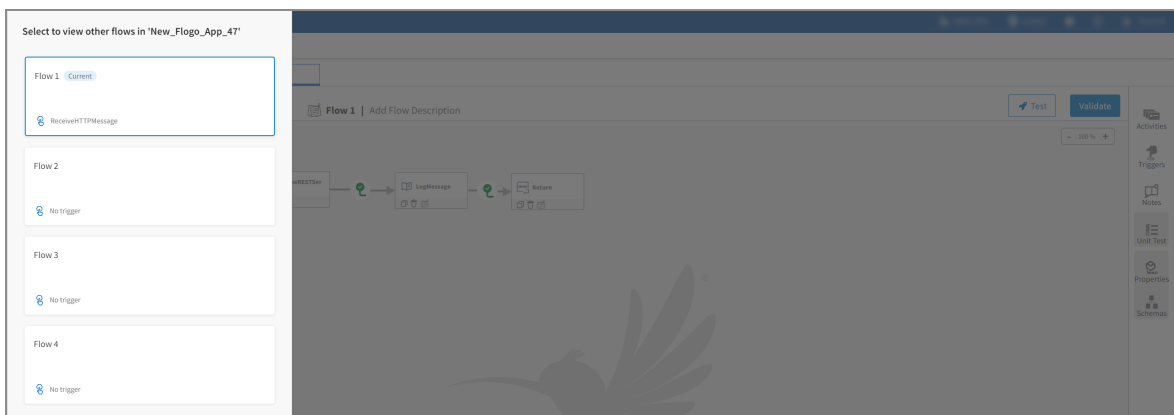 Select to view other flows in 'New_Flogo_App_47'
Flow 1 Current
ReceiveHTTPMessage
Flow 2
No trigger
Flow 3
No trigger
Flow 4
No trigger
Flow 1 | Add Flow Description
Test
Validate
- 100 % +
LogMessage
Return
Activities
Triggers
Notes
Unit Test
Properties
Schemas